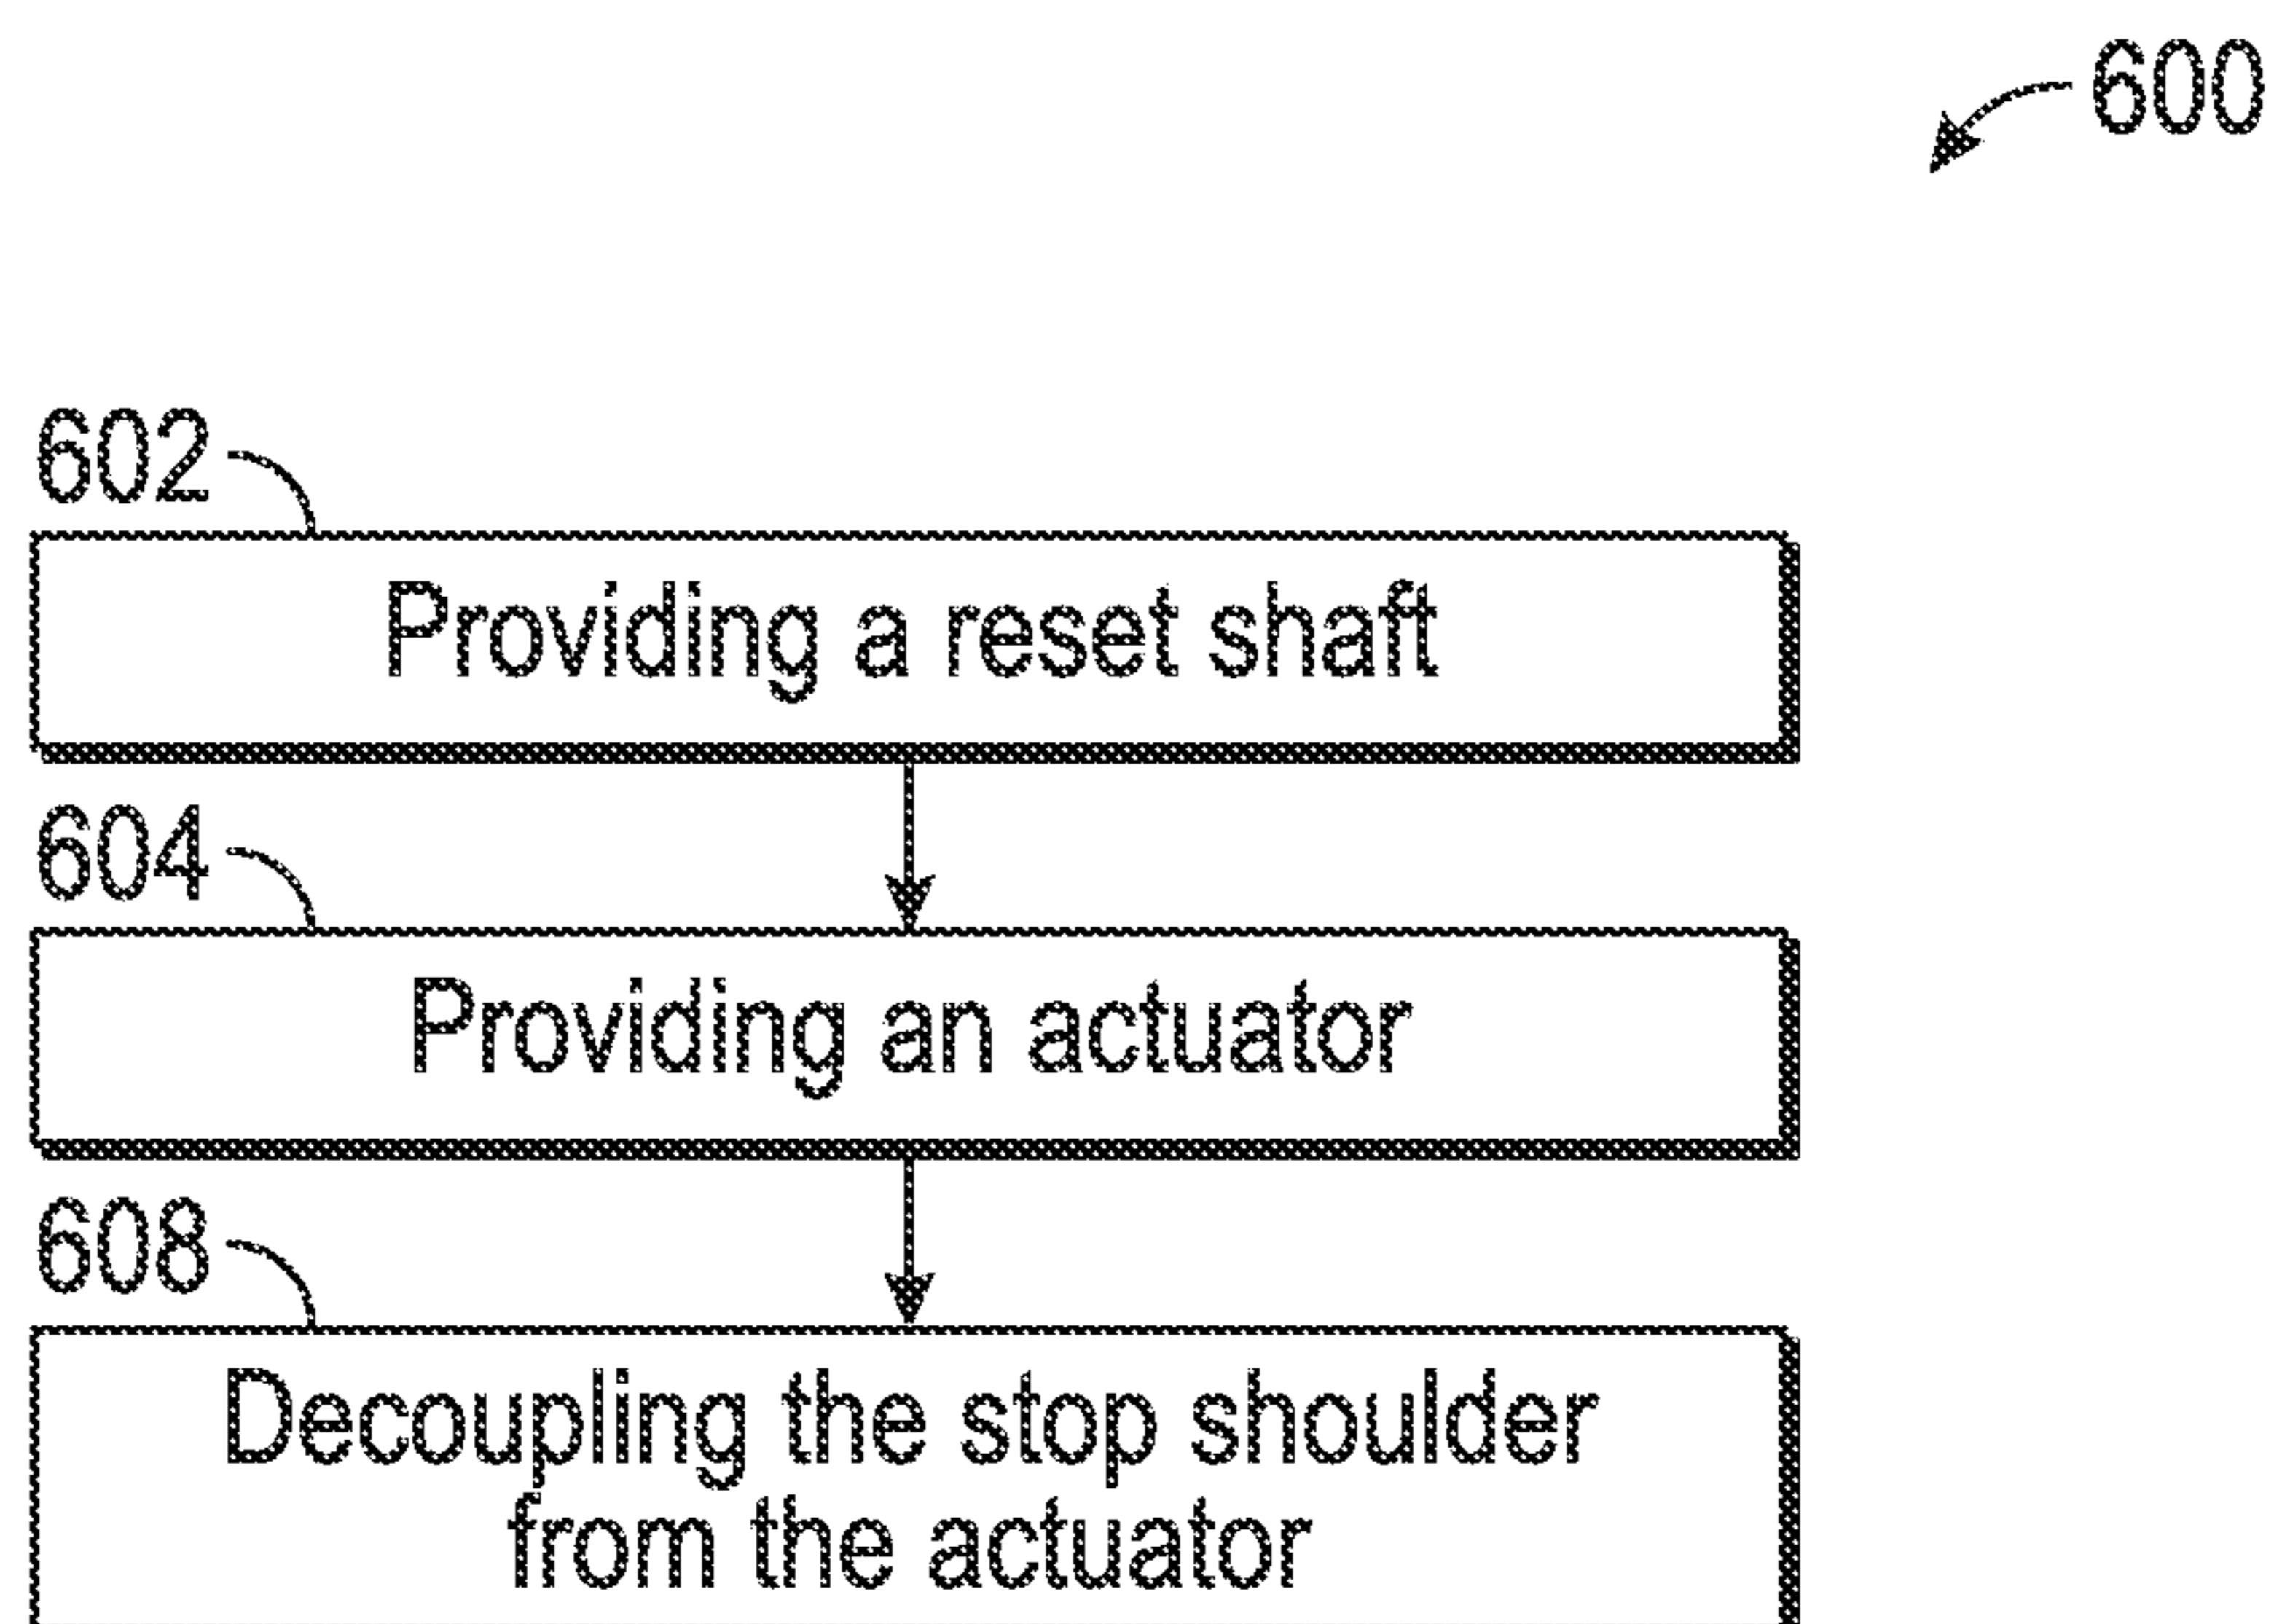 600
602
Providing a reset shaft
604
Providing an actuator
608
Decoupling the stop shoulder
from the actuator